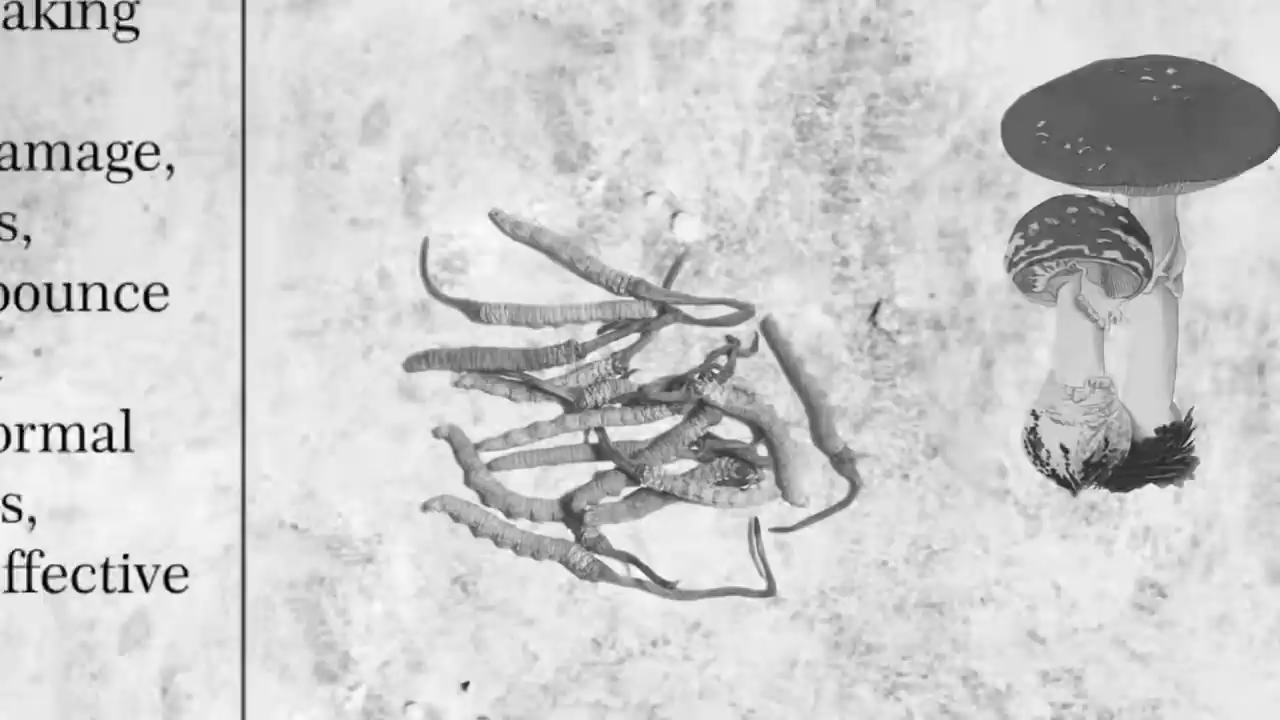 aking
amage,
s,
bounce
ormal
s,
ffective